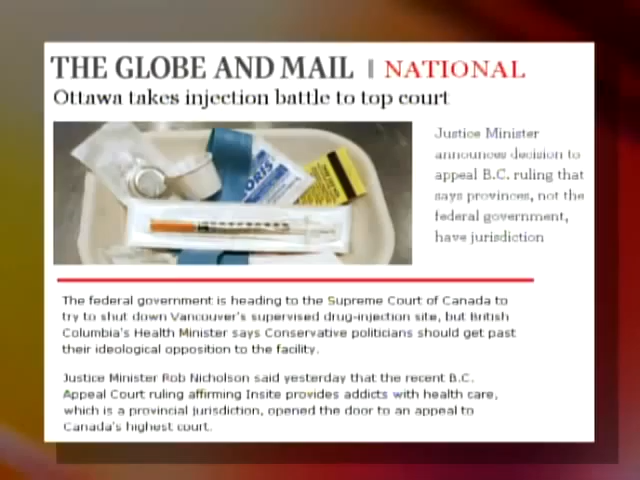 THE GLOBE AND MAIL | NATIONAL
Ottawa takes injection battle to top court
Justice Minister
announces decision to
appeal B.C. ruling that
says provinces, not the
federal government,
have jurisdiction
ORIS
The federal government is heading to the Supreme Court of Canada to
try to shut down Vancouver's supervised drug-injection site, but British
Columbia's Health Minister says Conservative politicians should get past
their ideological opposition to the facility.
Justice Minister Rob Nicholson said yesterday that the recent B.C.
Appeal Court ruling affirming Insite provides addicts with health care,
which is a provincial jurisdiction, opened the door to an appeal to
Canada's highest court.